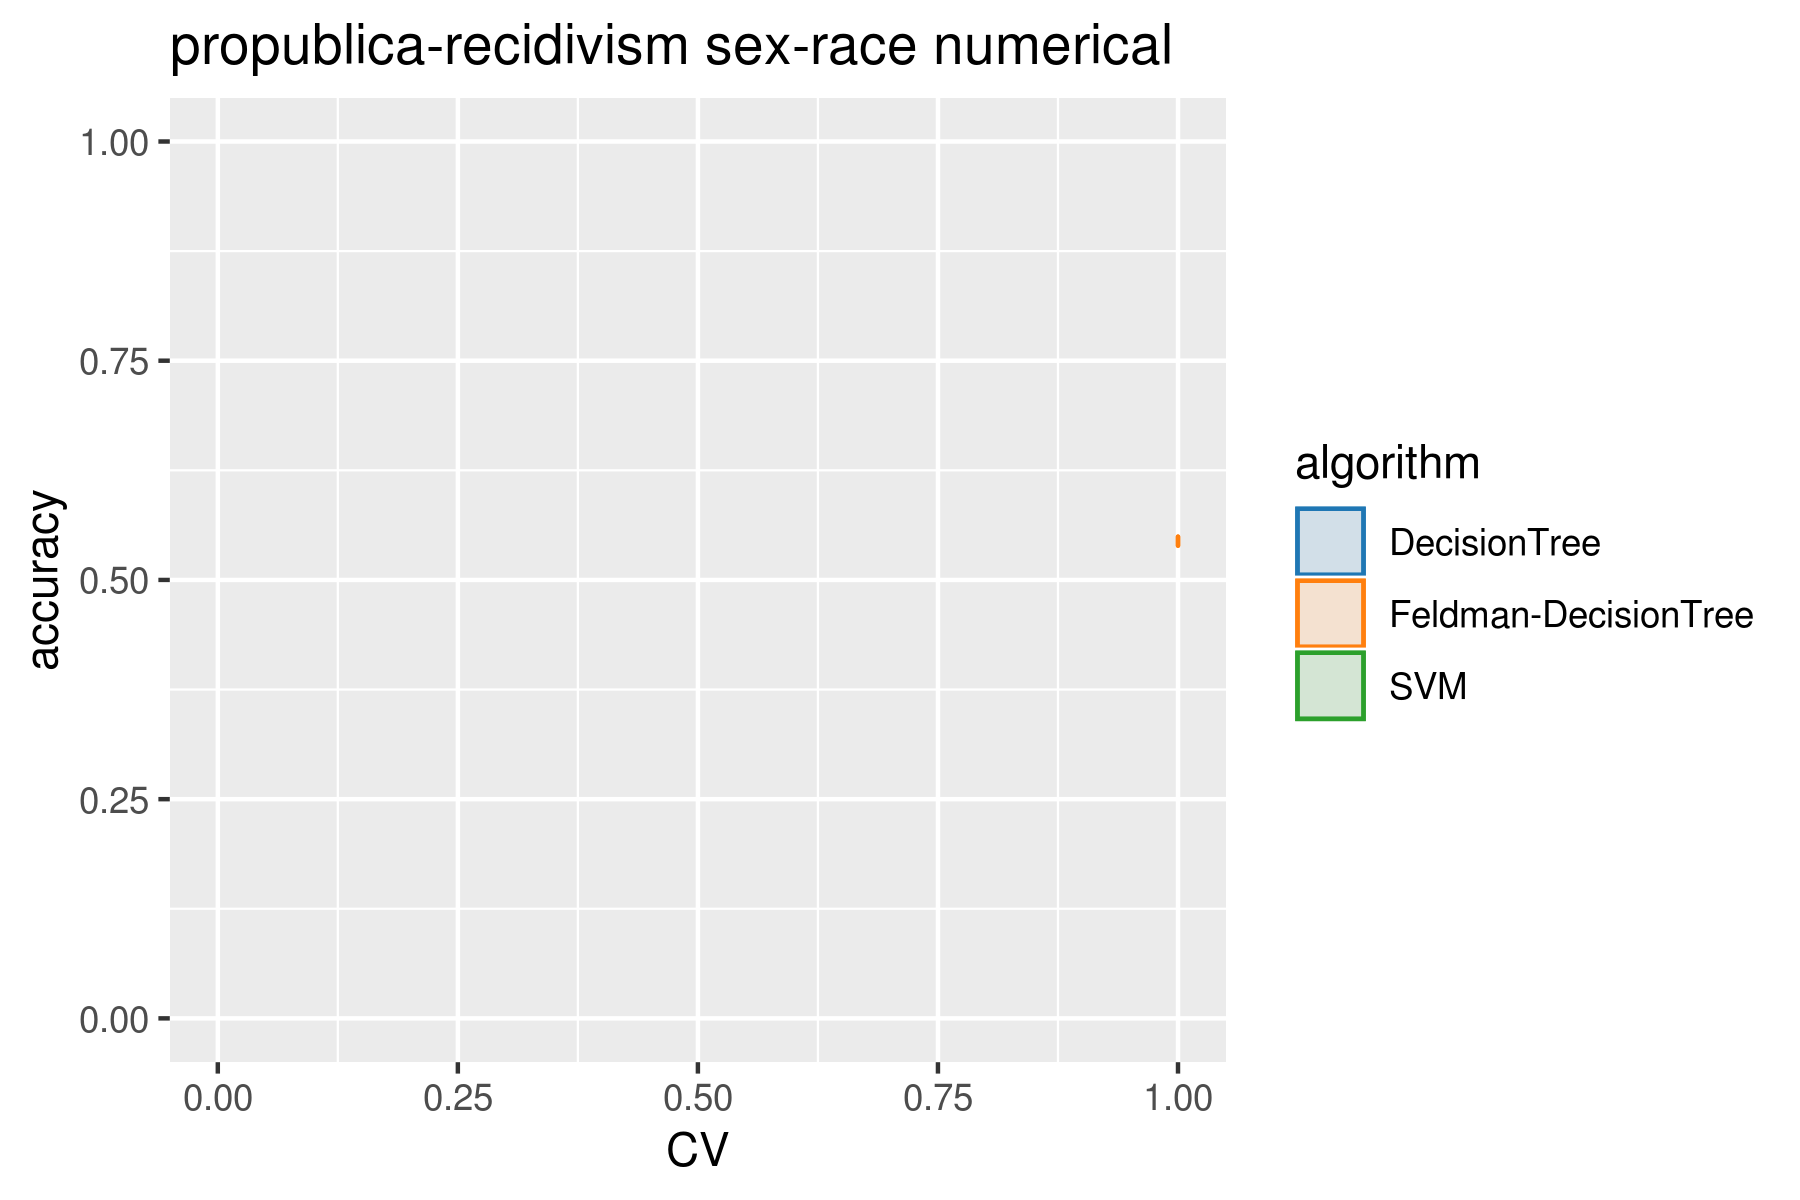 propublica-recidivism sex-race numerical
1.00
0.75
0.50
0.25
0.00
accuracy
0.00 0.25 0.50 0.75 1.00
CV
algorithm
DecisionTree
Feldman-DecisionTree
SVM